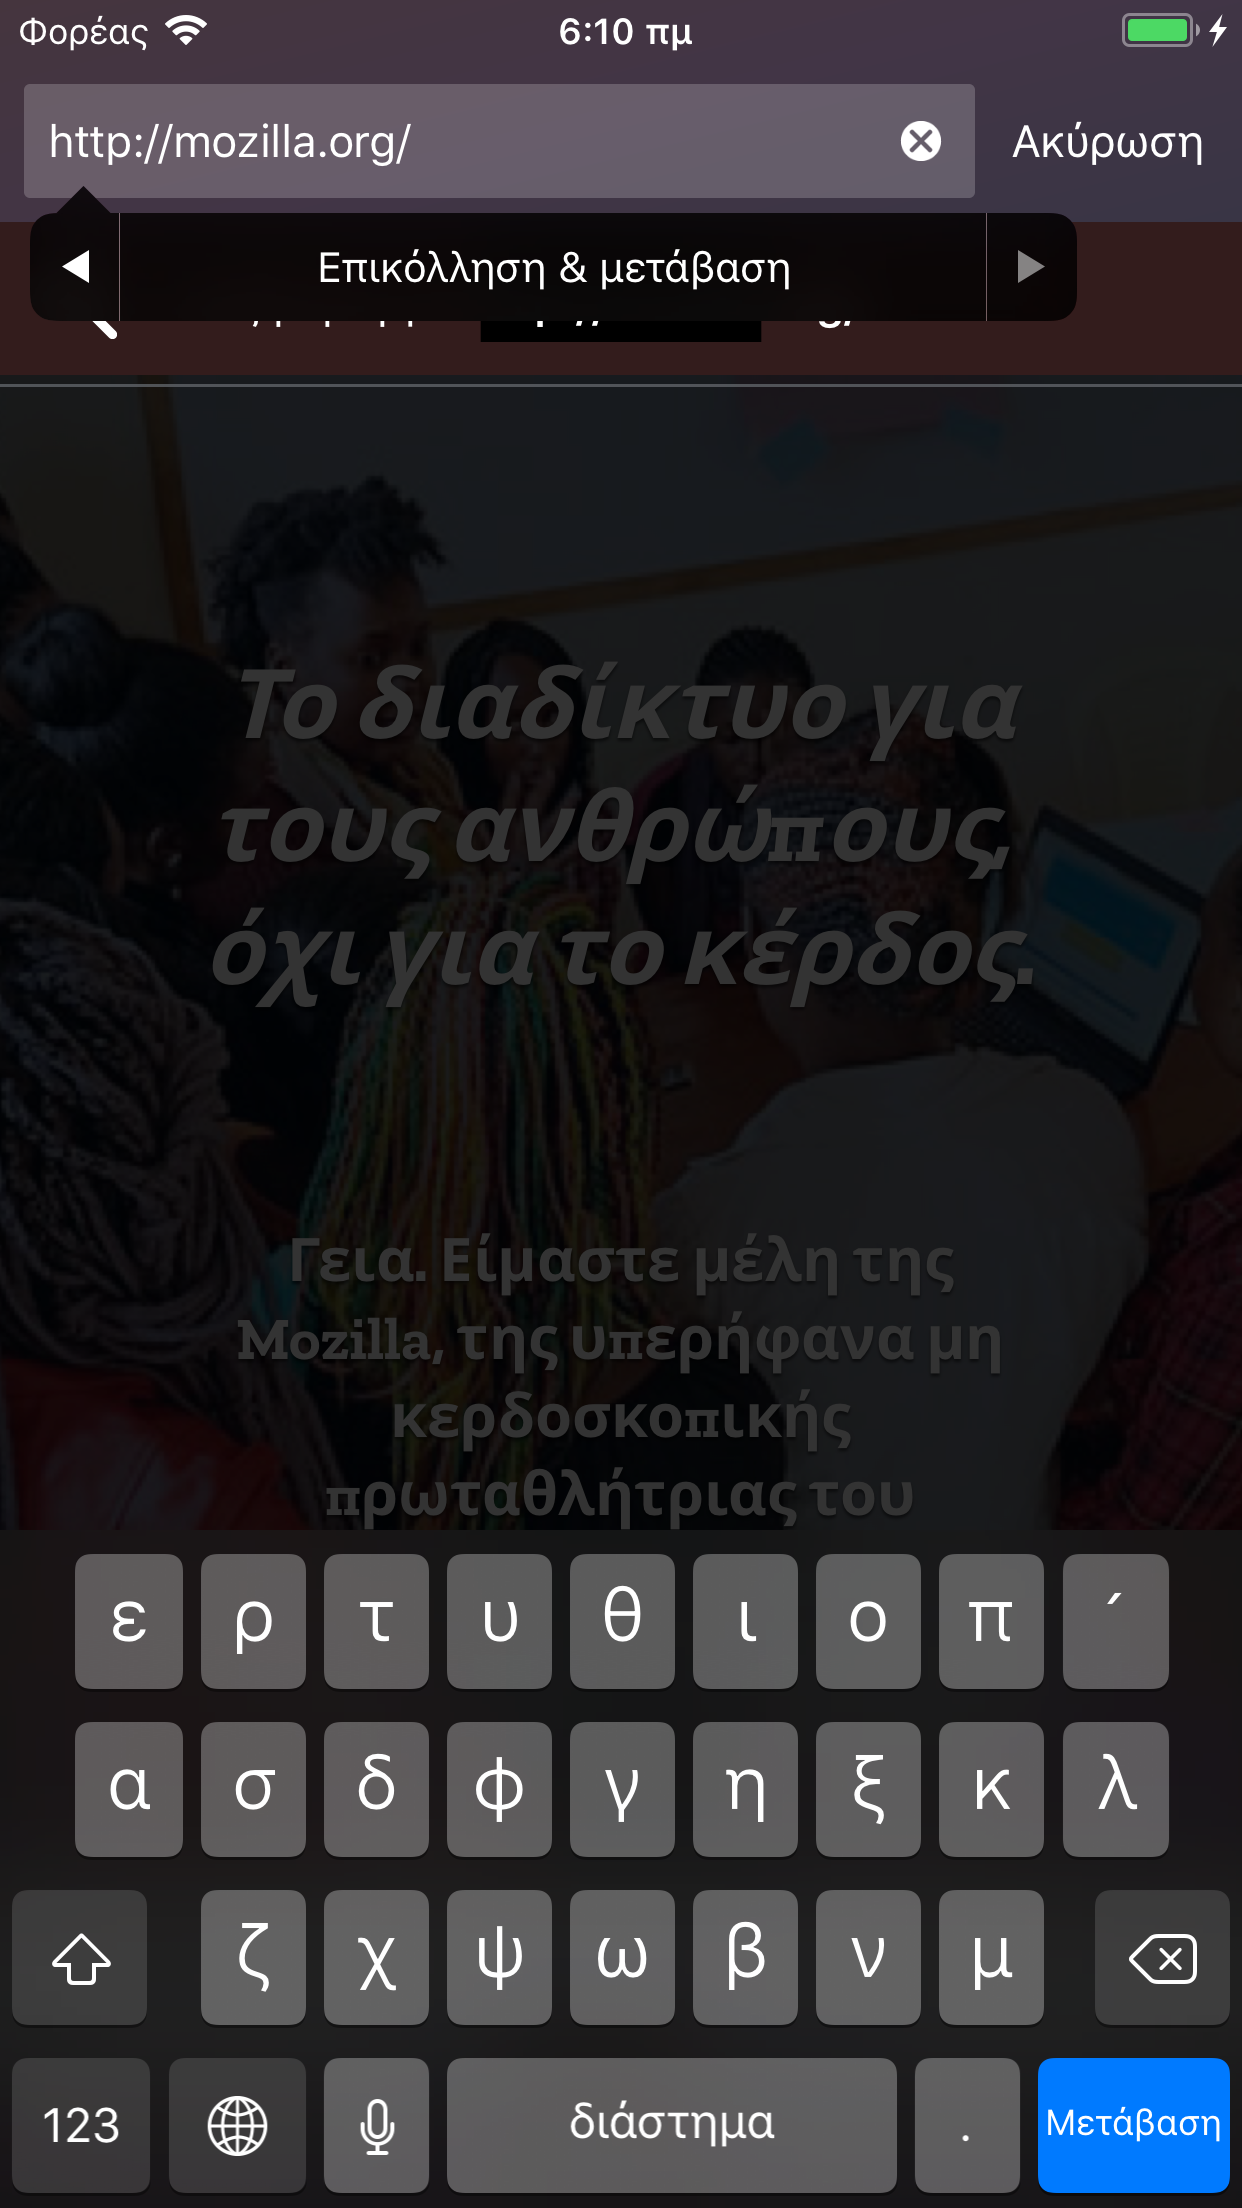 Φορέας 6:10 πμ
http://mozilla.org/ Ακύρωση
Επικόλληση & μετάβαση
Το διαδίκτυο για
τους ανθρώπους,
όχι για το κέρδος.
Γεια. Είμαστε μέλη της
Mozilla, της υπερήφανα μη
κερδοσκοπικής
πρωταθλήτριας του
ε ρ τ υ θ ι ο π ΄
α σ δ φ γ η ξ κ λ
ζ χ ψ ω β ν μ
123 διάστημα . Μετάβαση